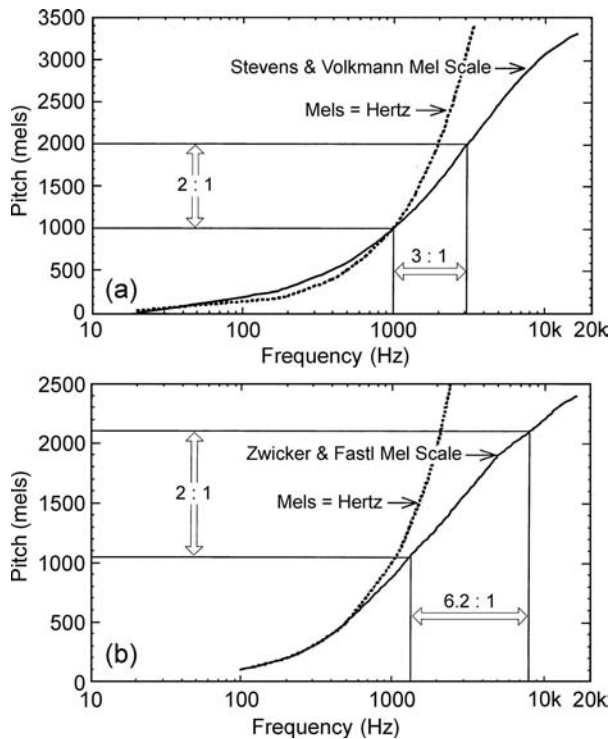 3500
3000
2500
2000
1500
1000
500
0
Pitch (mels)
Stevens & Volkmann Mel Scale
Mels = Hertz
2 : 1
3 : 1
(a)
10 100 1000 10k 20k
Frequency (Hz)
2500
2000
1500
1000
500
0
Pitch (mels)
Zwicker & Fastl Mel Scale
2 : 1
Mels = Hertz
6.2 : 1
(b)
10 100 1000 10k 20k
Frequency (Hz)